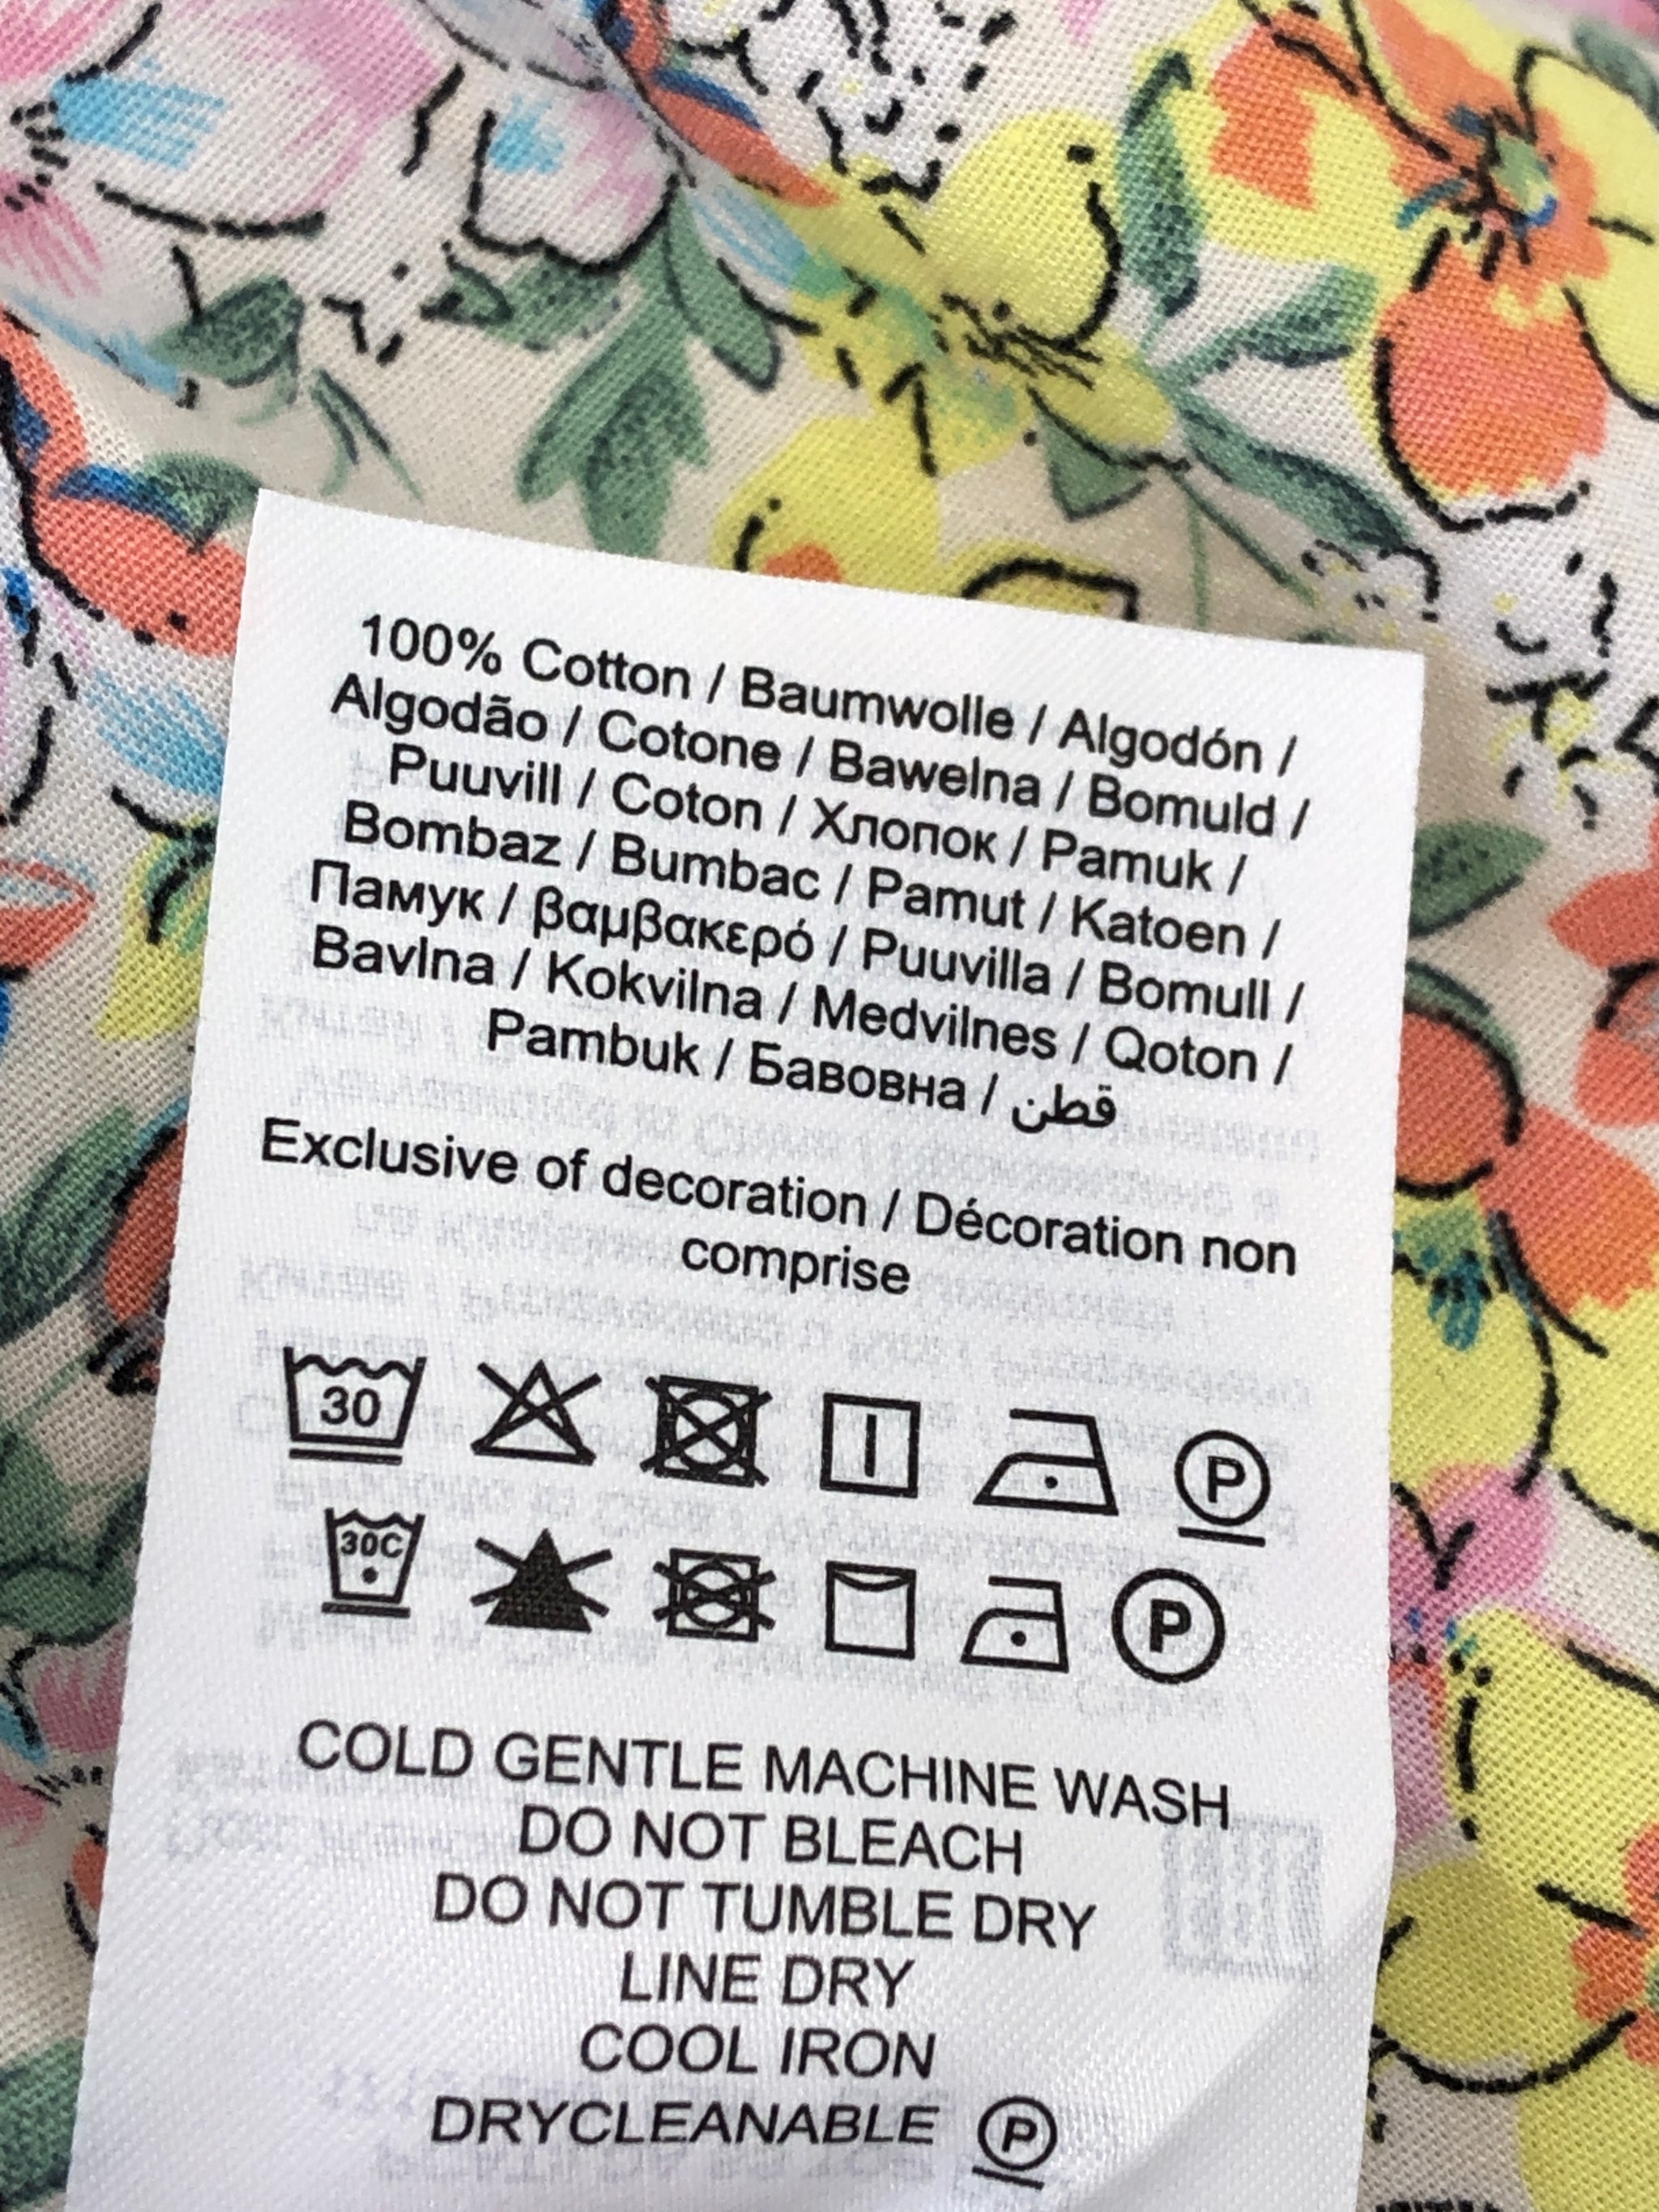 100% Cotton / Baumwolle / Algodón /
Algodão / Cotone / Bawelna / Bomuld /
Puuvill / Coton / Хлопок / Pamuk /
Bombaz / Bumbac / Pamut / Katoen /
Памук / βαμβακερό / Puuvilla / Bomull /
Bavlna / Kokvilna / Medvilnes / Qoton /
Pambuk / Бавовна / قطن
Exclusive of decoration / Décoration non
comprise
30 P
30C P
COLD GENTLE MACHINE WASH
DO NOT BLEACH
DO NOT TUMBLE DRY
LINE DRY
COOL IRON
DRYCLEANABLE P